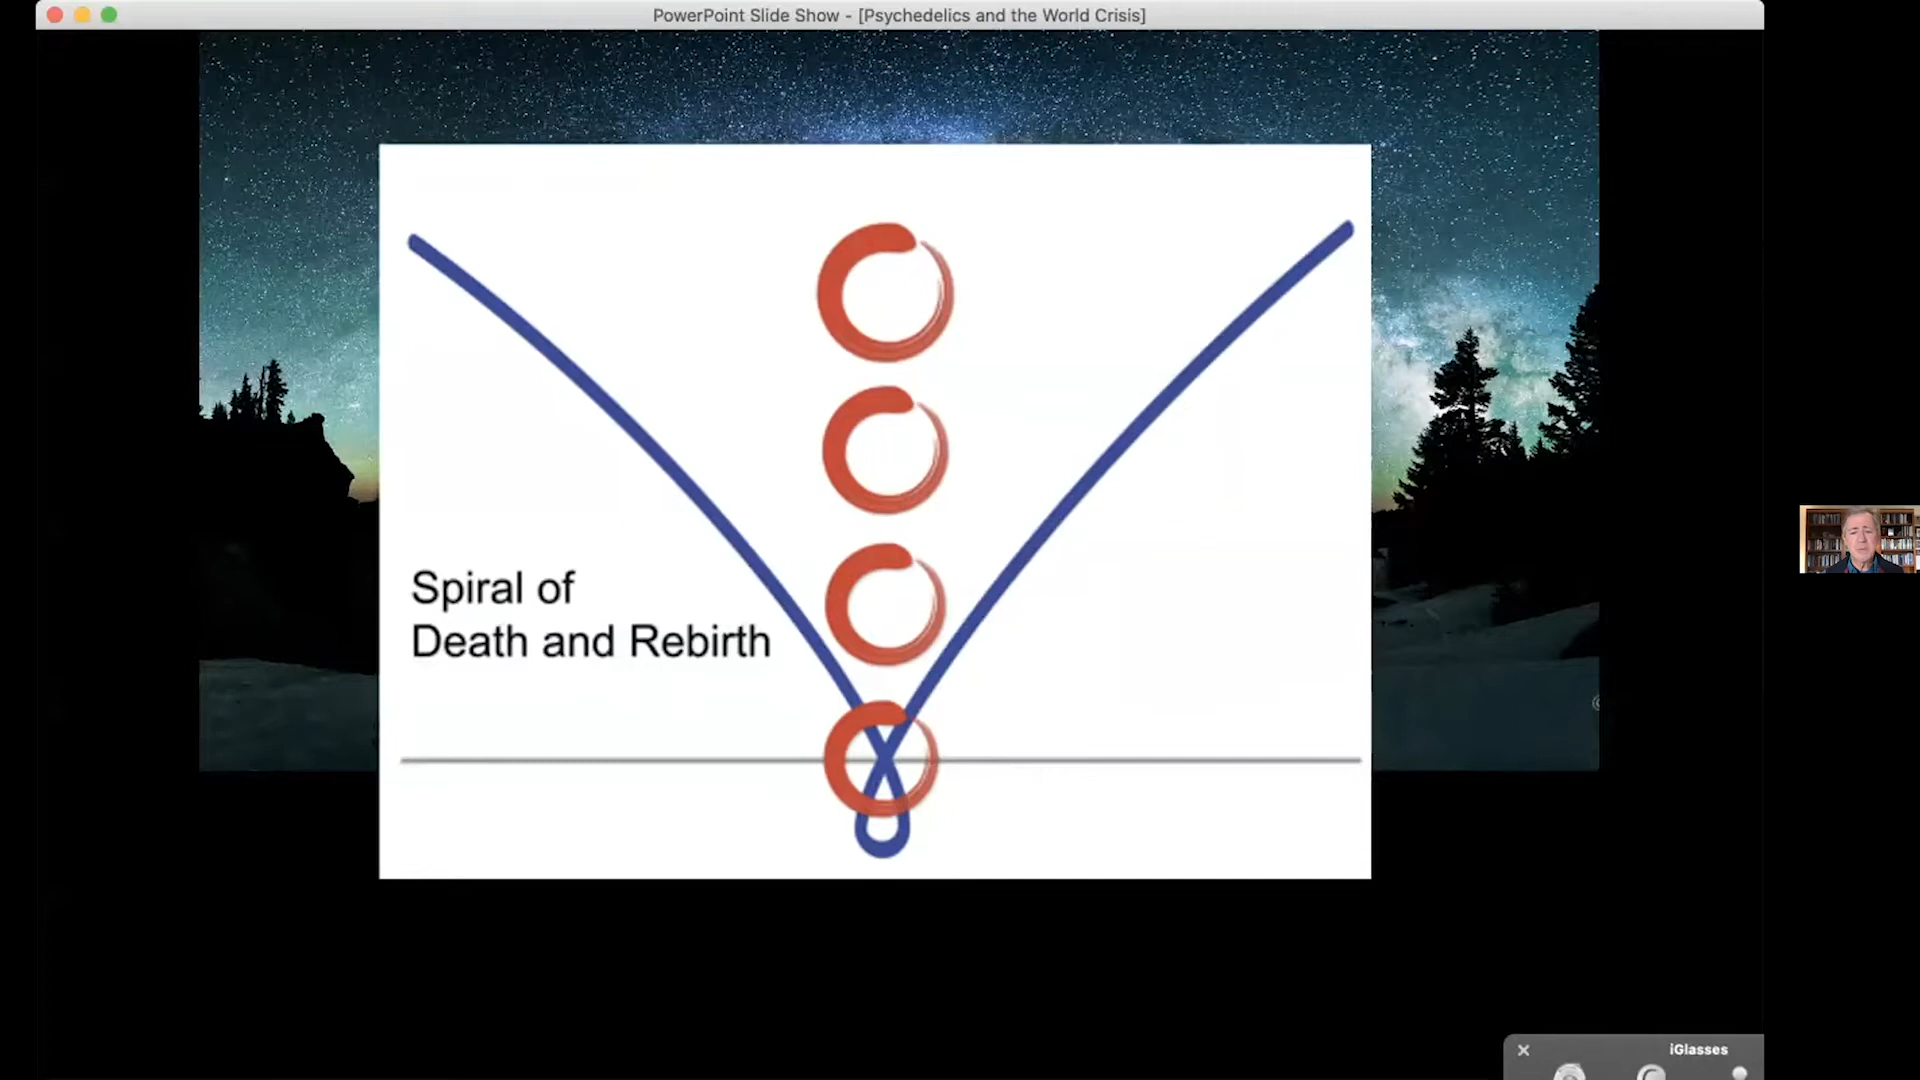 PowerPoint Slide Show - [Psychedelics and the World Crisis]
Spiral of
Death and Rebirth
iGlasses